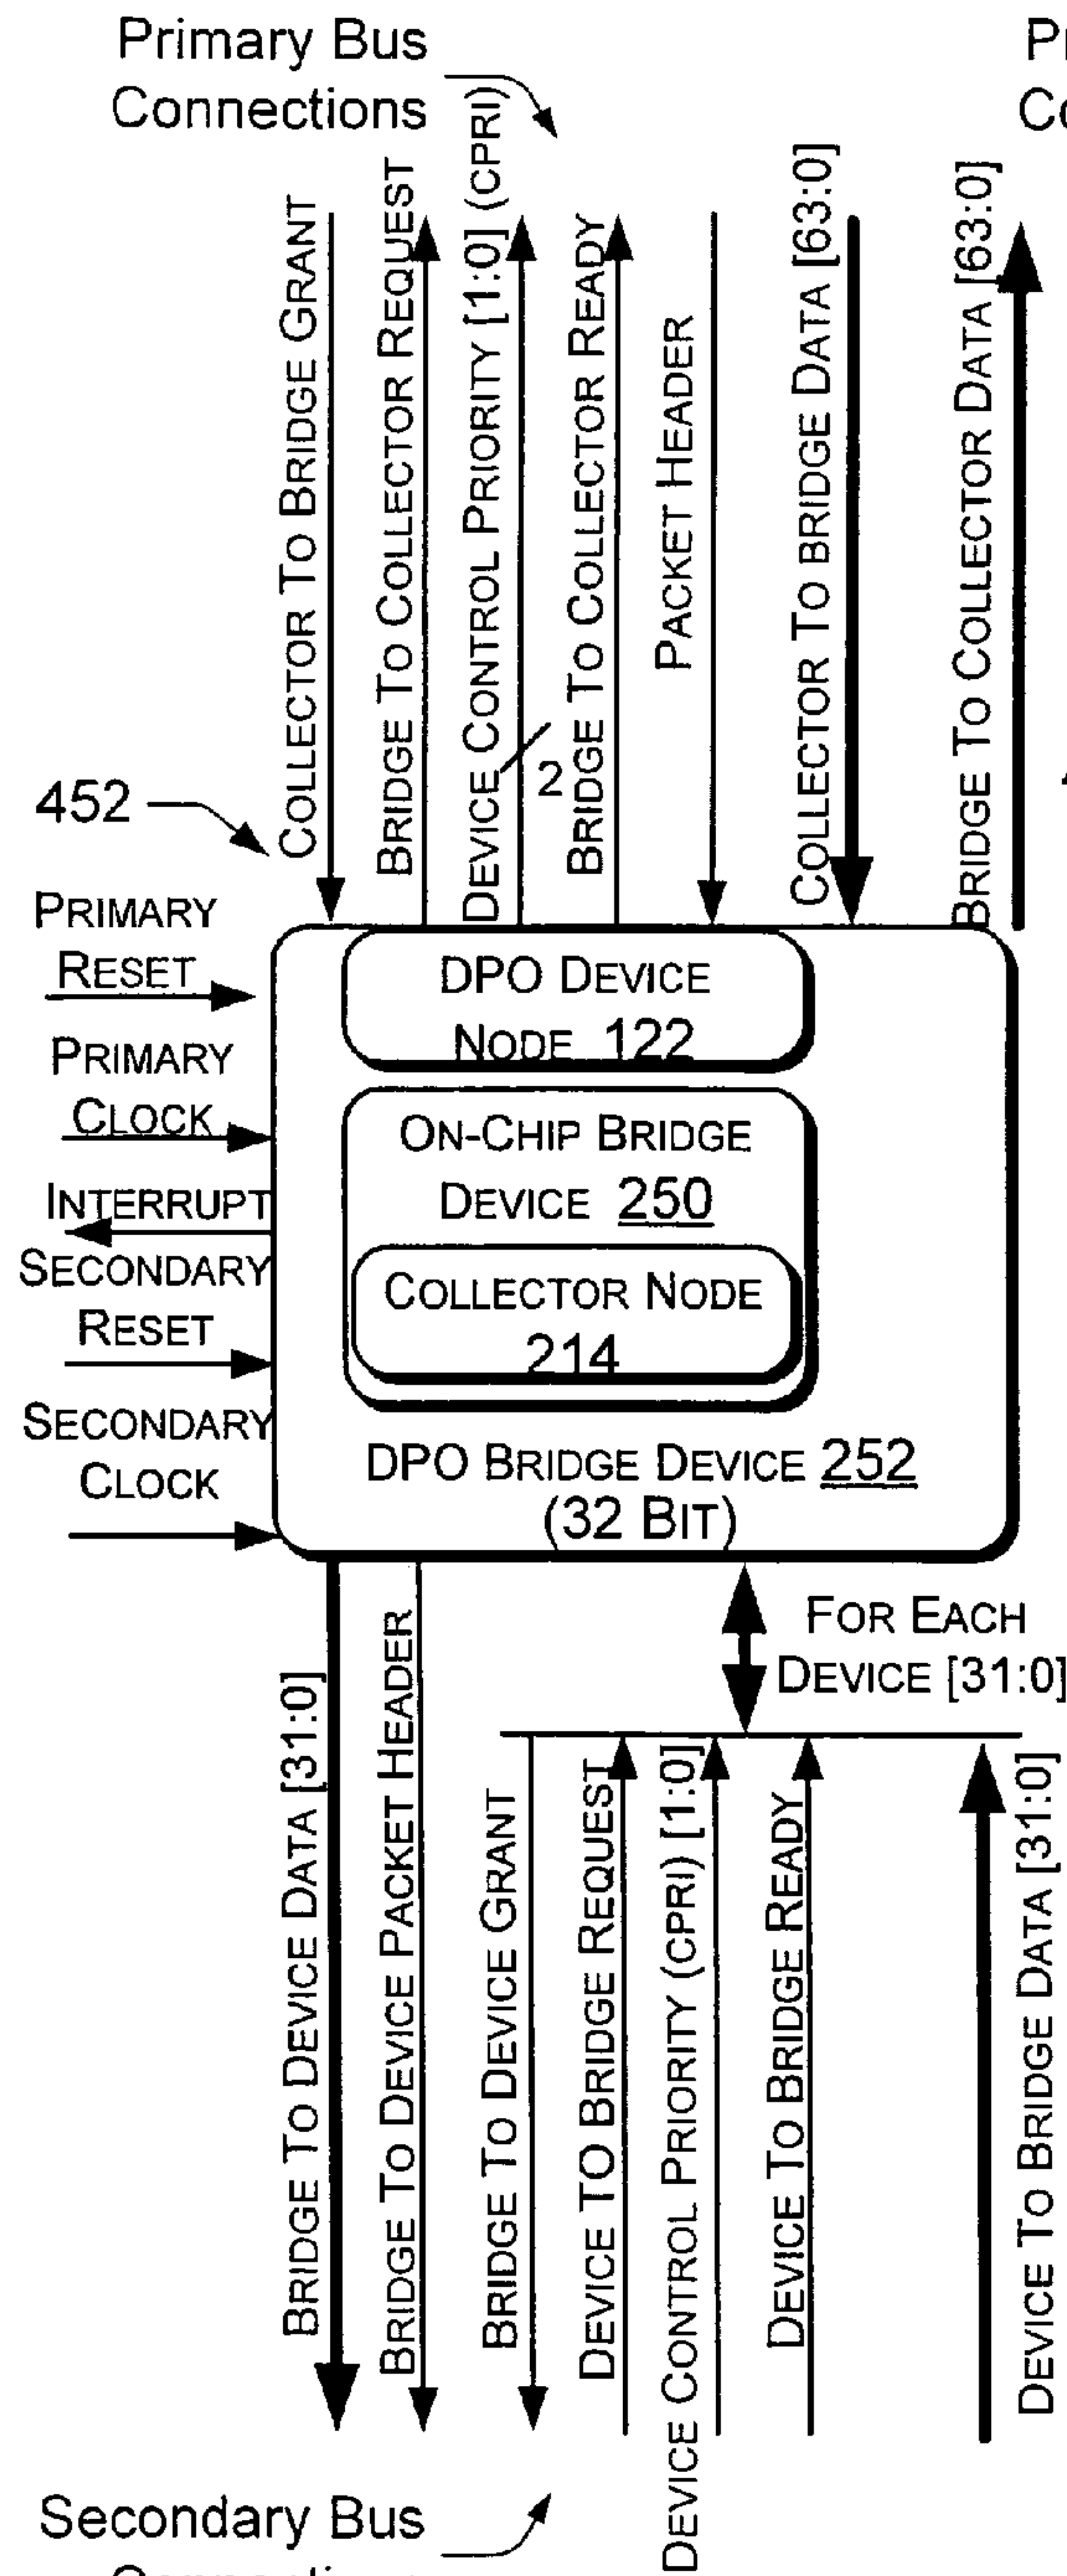 Primary Bus
Connections
Pr
Co
COLLECTOR TO BRIDGE GRANT
BRIDGE TO COLLECTOR REQUEST
DEVICE CONTROL PRIORITY [1:0] (CPRI)
2
BRIDGE TO COLLECTOR READY
PACKET HEADER
COLLECTOR TO BRIDGE DATA [63:0]
BRIDGE TO COLLECTOR DATA [63:0]
452
PRIMARY
RESET
PRIMARY
CLOCK
INTERRUPT
SECONDARY
RESET
SECONDARY
CLOCK
DPO DEVICE
NODE 122
ON-CHIP BRIDGE
DEVICE 250
COLLECTOR NODE
214
DPO BRIDGE DEVICE 252
(32 BIT)
FOR EACH
DEVICE [31:0]
BRIDGE TO DEVICE DATA [31:0]
BRIDGE TO DEVICE PACKET HEADER
BRIDGE TO DEVICE GRANT
DEVICE TO BRIDGE REQUEST
DEVICE CONTROL PRIORITY (CPRI) [1:0]
DEVICE TO BRIDGE READY
DEVICE TO BRIDGE DATA [31:0]
Secondary Bus